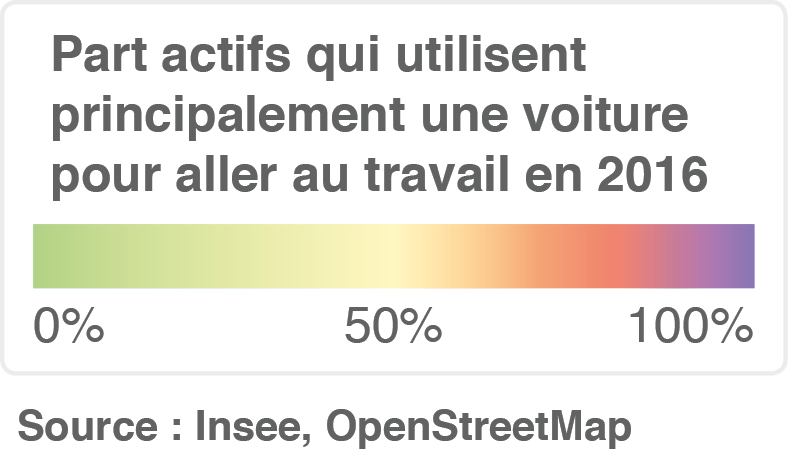 Part actifs qui utilisent
principalement une voiture
pour aller au travail en 2016
0% 50% 100%
Source : Insee, OpenStreetMap